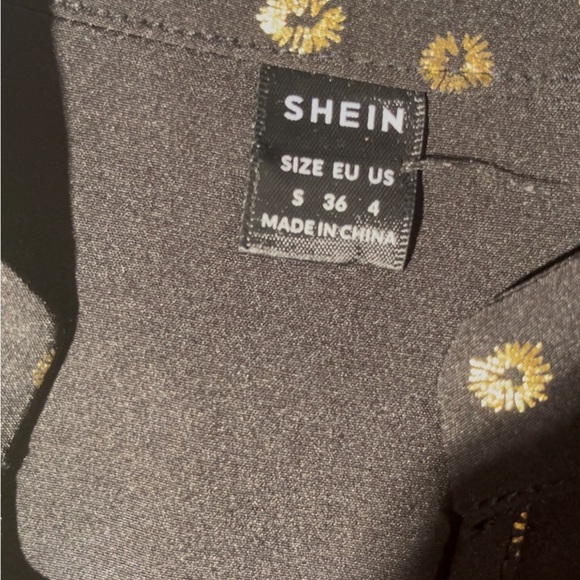 SHEIN
SIZE EU US
S 36 4
MADE IN CHINA